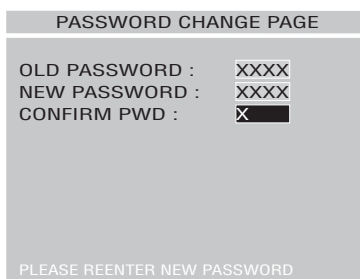 PASSWORD CHANGE PAGE
OLD PASSWORD : XXXX
NEW PASSWORD : XXXX
CONFIRM PWD : X
PLEASE REENTER NEW PASSWORD